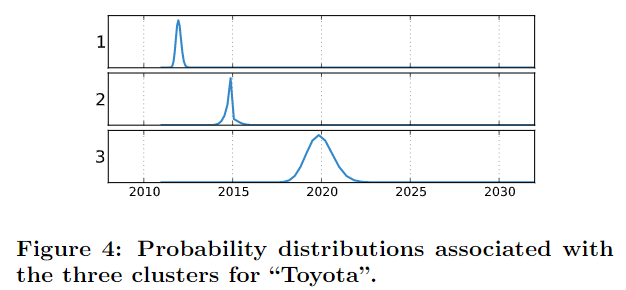 1
2
3
2010 2015 2020 2025 2030
Figure 4: Probability distributions associated with
the three clusters for “Toyota”.